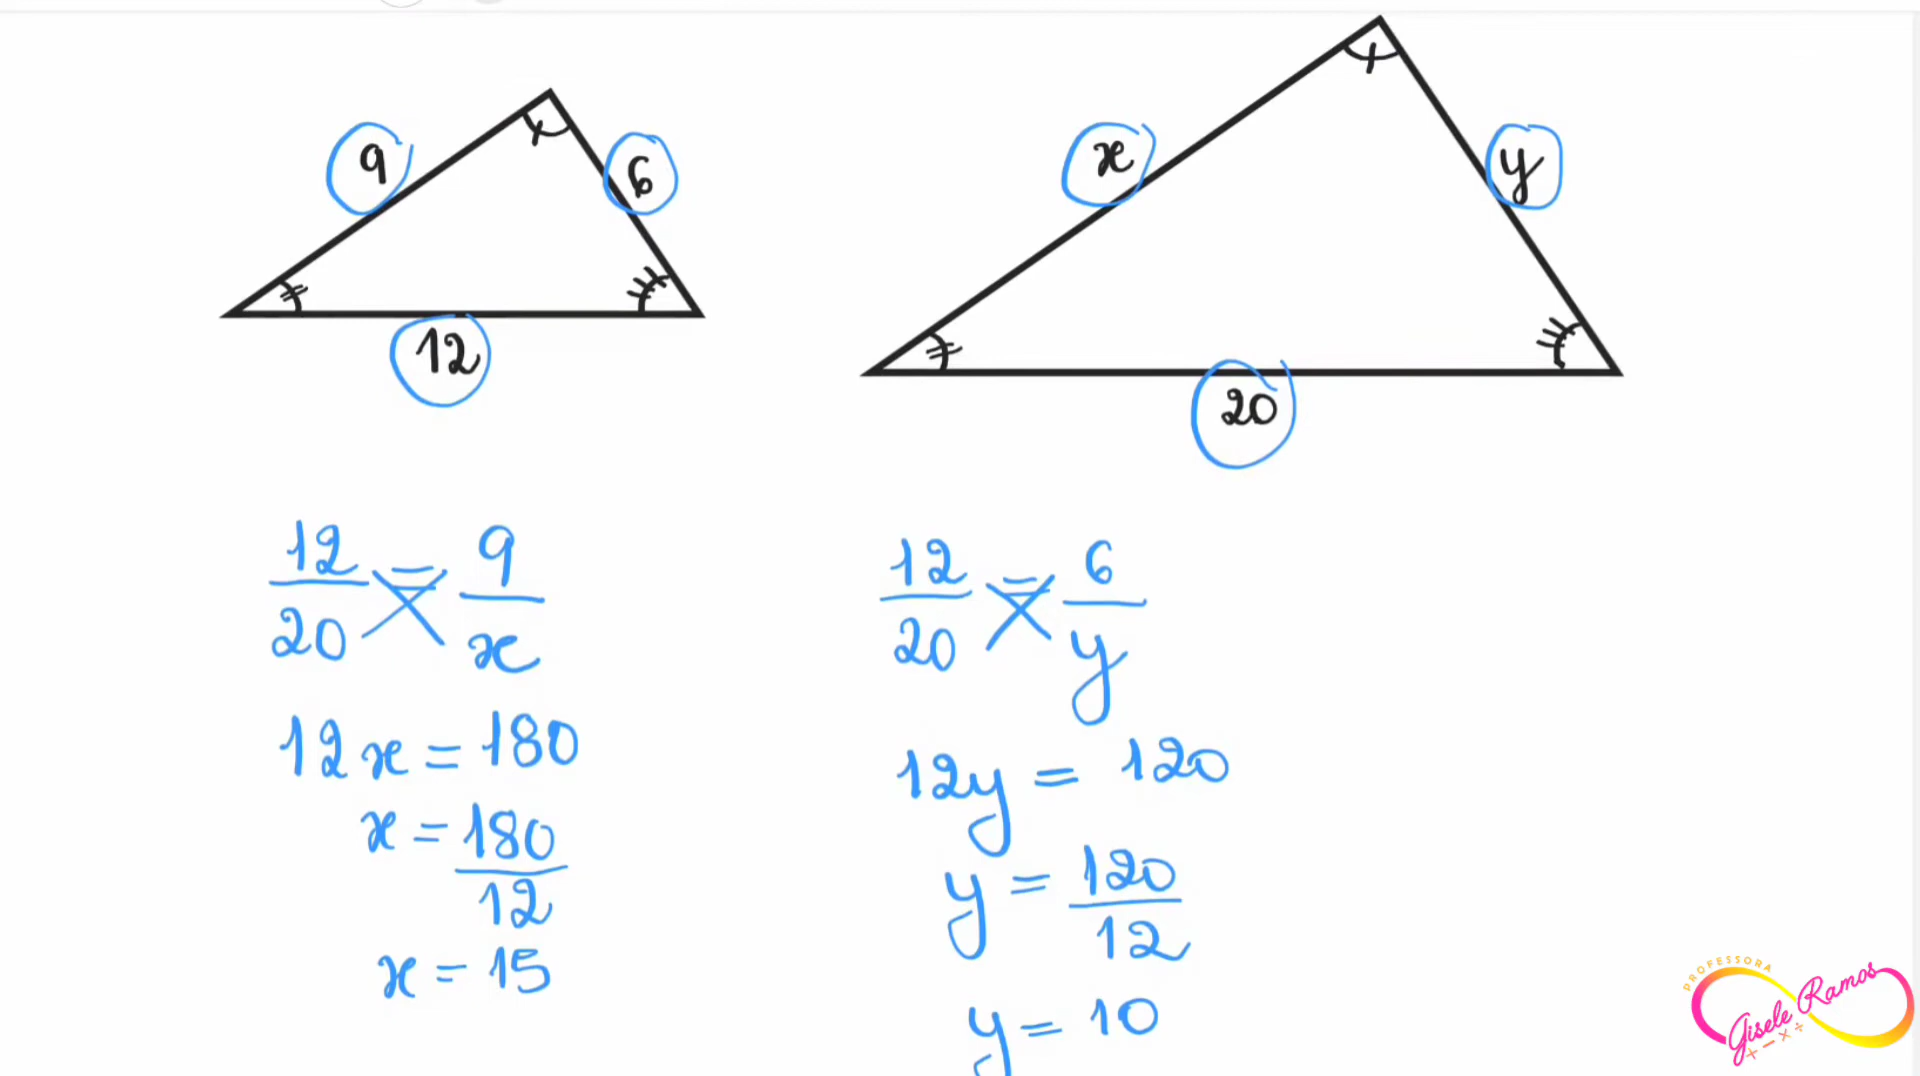 9
6
12
x
y
20
12/20 = 9/x
12x = 180
x = 180/12
x = 15
12/20 = 6/y
12y = 120
y = 120/12
y = 10
PROFESSORA
Gisele Ramos
+ − × ÷